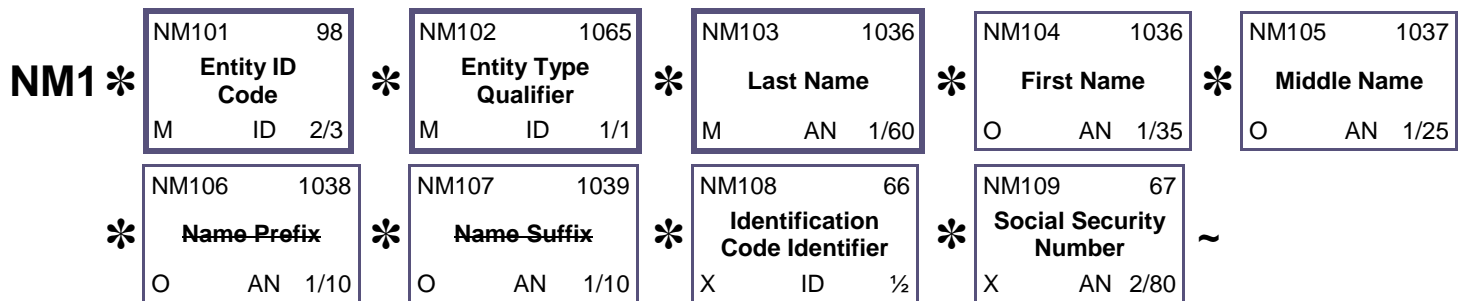 NM1 * NM101 98 * NM102 1065 * NM103 1036 * NM104 1036 * NM105 1037
Entity ID Code Entity Type Qualifier Last Name First Name Middle Name
M ID 2/3 M ID 1/1 M AN 1/60 O AN 1/35 O AN 1/25
* NM106 1038 * NM107 1039 * NM108 66 * NM109 67 ~
Name Prefix Name Suffix Identification Code Identifier Social Security Number
O AN 1/10 O AN 1/10 X ID ½ X AN 2/80